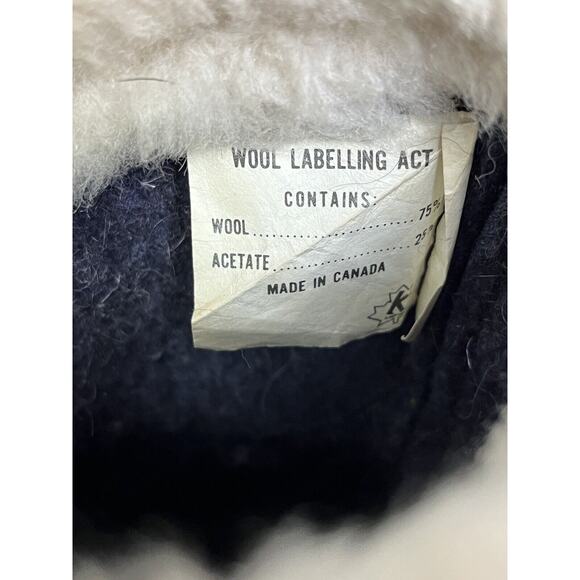 WOOL LABELLING ACT
CONTAINS:
WOOL....................75%
ACETATE....................25%
MADE IN CANADA
K